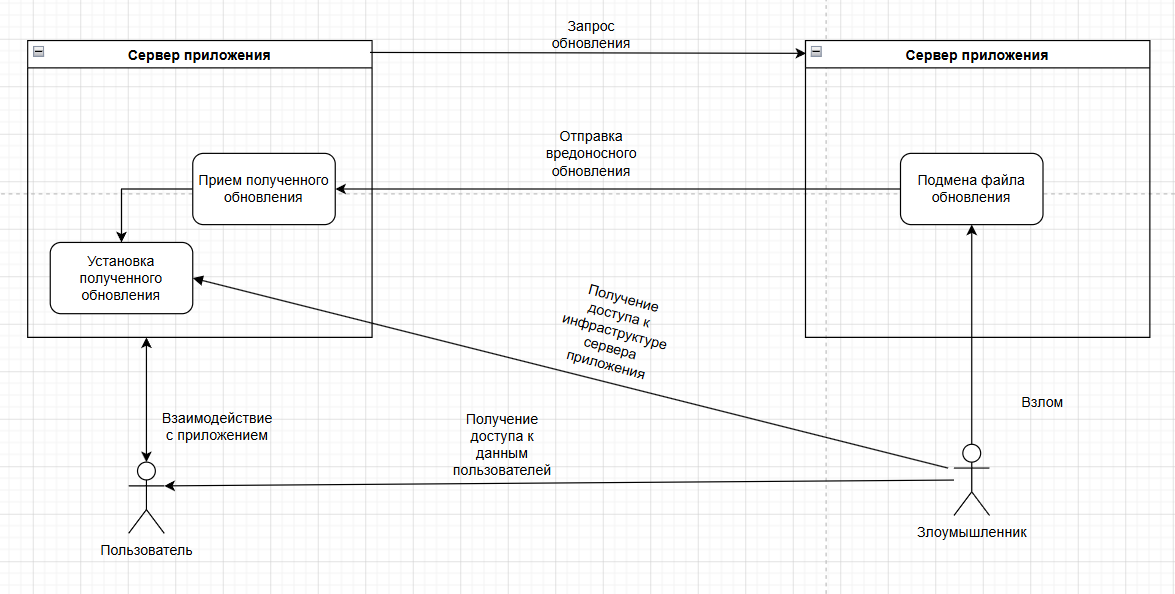 Запрос
обновления
Сервер приложения
Сервер приложения
Отправка
вредоносного
обновления
Прием полученного
обновления
Подмена файла
обновления
Установка
полученного
обновления
Получение
доступа к
инфраструктуре
сервера
приложения
Взаимодействие
с приложением
Получение
доступа к
данным
пользователей
Взлом
Пользователь
Злоумышленник